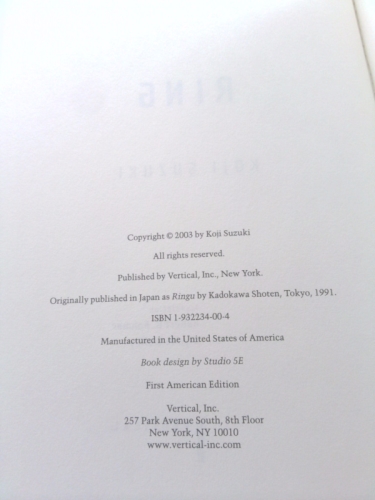 RING
KOJI SUZUKI
Copyright © 2003 by Koji Suzuki
All rights reserved.
Published by Vertical, Inc., New York.
Originally published in Japan as Ringu by Kadokawa Shoten, Tokyo, 1991.
ISBN 1-932234-00-4
Manufactured in the United States of America
Book design by Studio 5E
First American Edition
Vertical, Inc.
257 Park Avenue South, 8th Floor
New York, NY 10010
www.vertical-inc.com